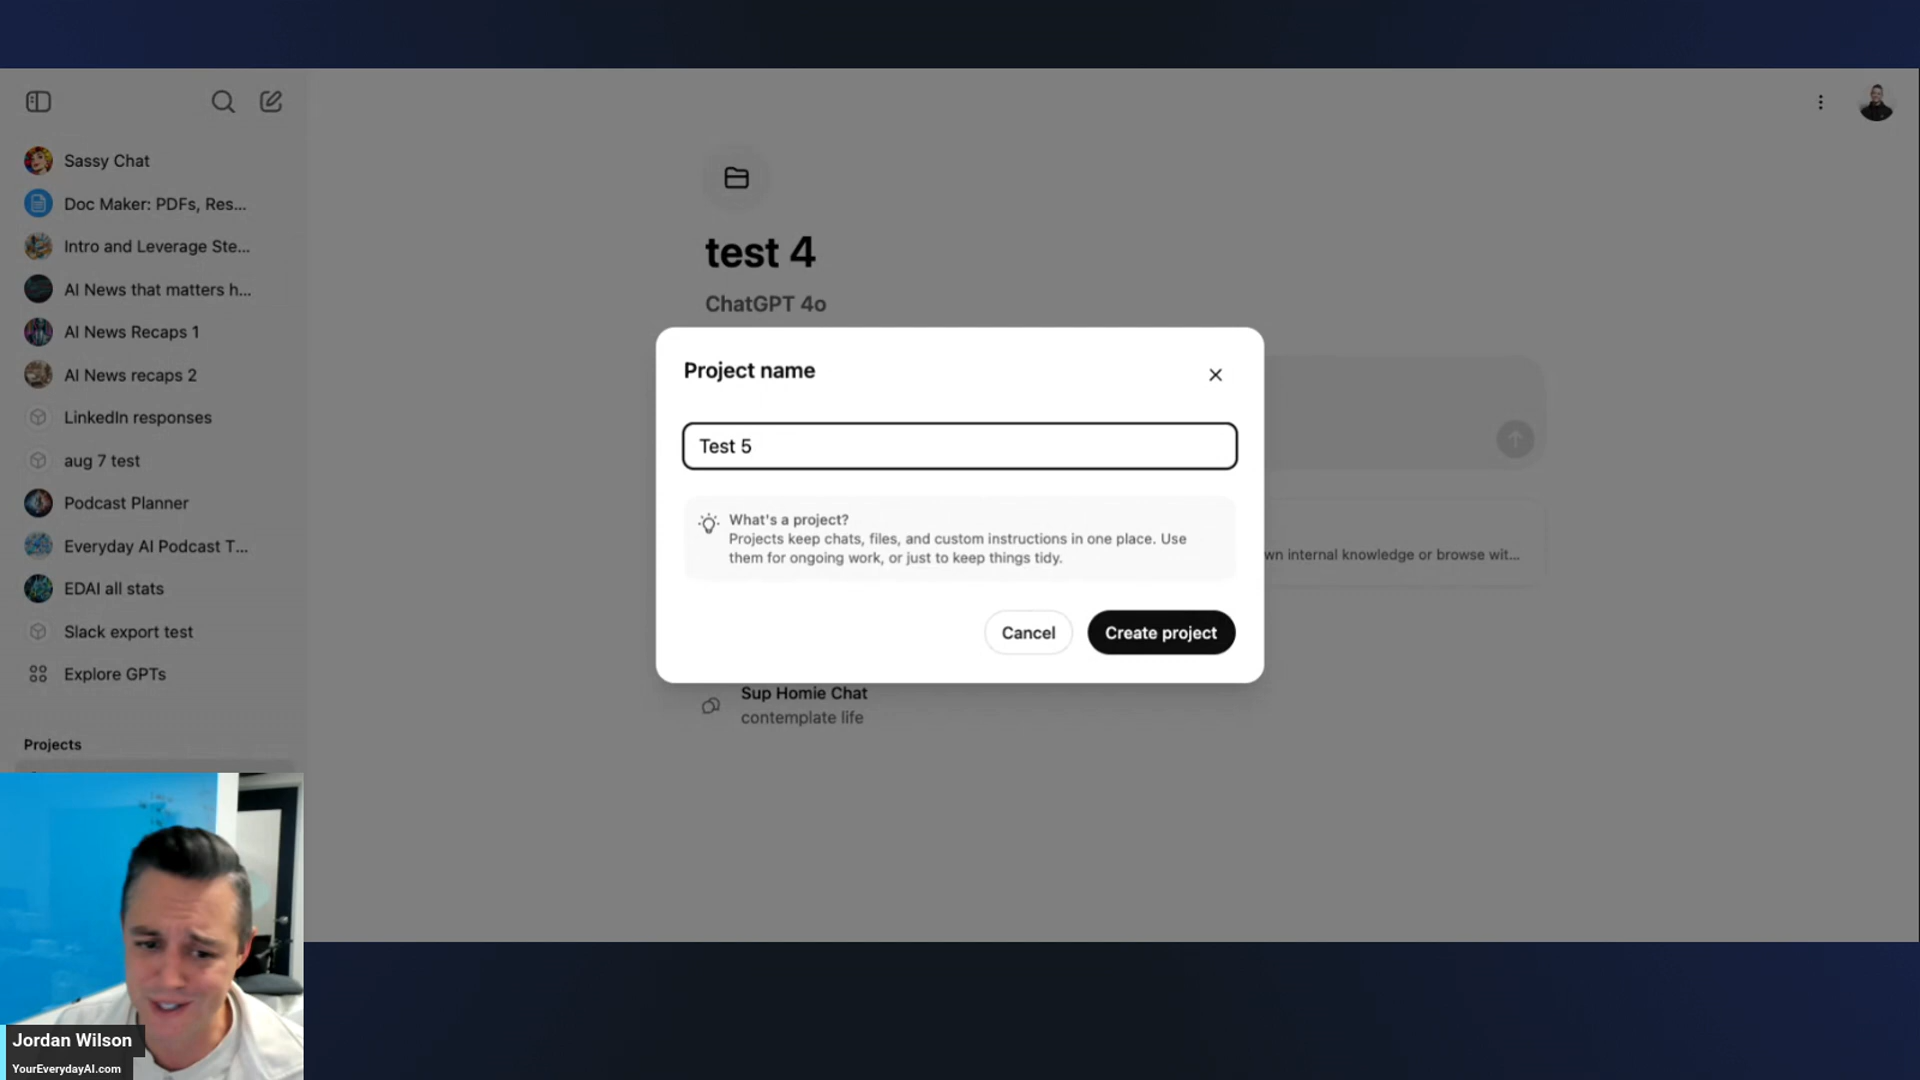 Sassy Chat
Doc Maker: PDFs, Res...
Intro and Leverage Ste...
AI News that matters h...
AI News Recaps 1
AI News recaps 2
LinkedIn responses
aug 7 test
Podcast Planner
Everyday AI Podcast T...
EDAI all stats
Slack export test
Explore GPTs
Projects
test 4
ChatGPT 4o
Project name
Test 5
What's a project?
Projects keep chats, files, and custom instructions in one place. Use
them for ongoing work, or just to keep things tidy.
Cancel
Create project
wn internal knowledge or browse wit...
Sup Homie Chat
contemplate life
Jordan Wilson
YourEverydayAI.com